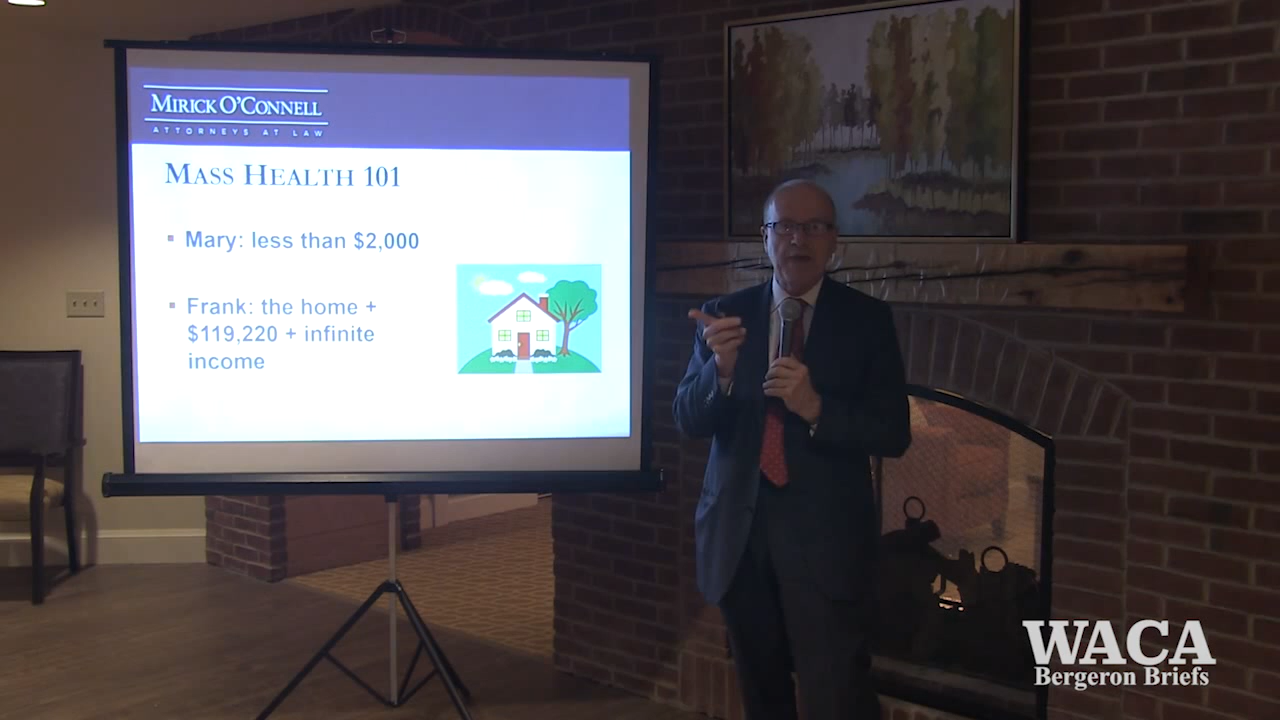 MIRICK O'CONNELL
ATTORNEYS AT LAW
MASS HEALTH 101
▪ Mary: less than $2,000
▪ Frank: the home +
$119,220 + infinite
income
WACA
Bergeron Briefs